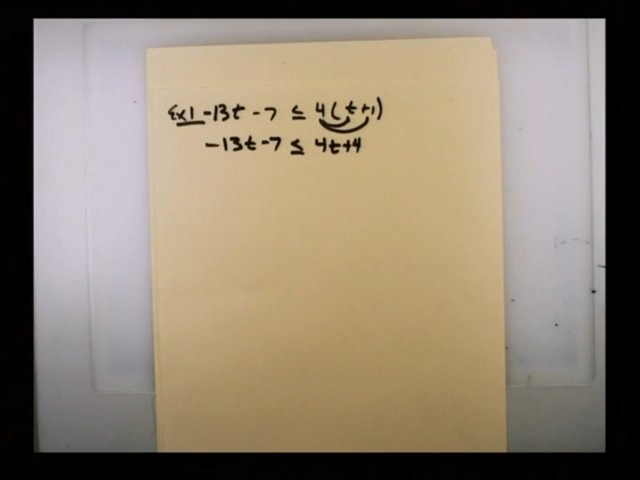 Ex1 -13t - 7 ≤ 4(t+1)
-13t-7 ≤ 4t+4